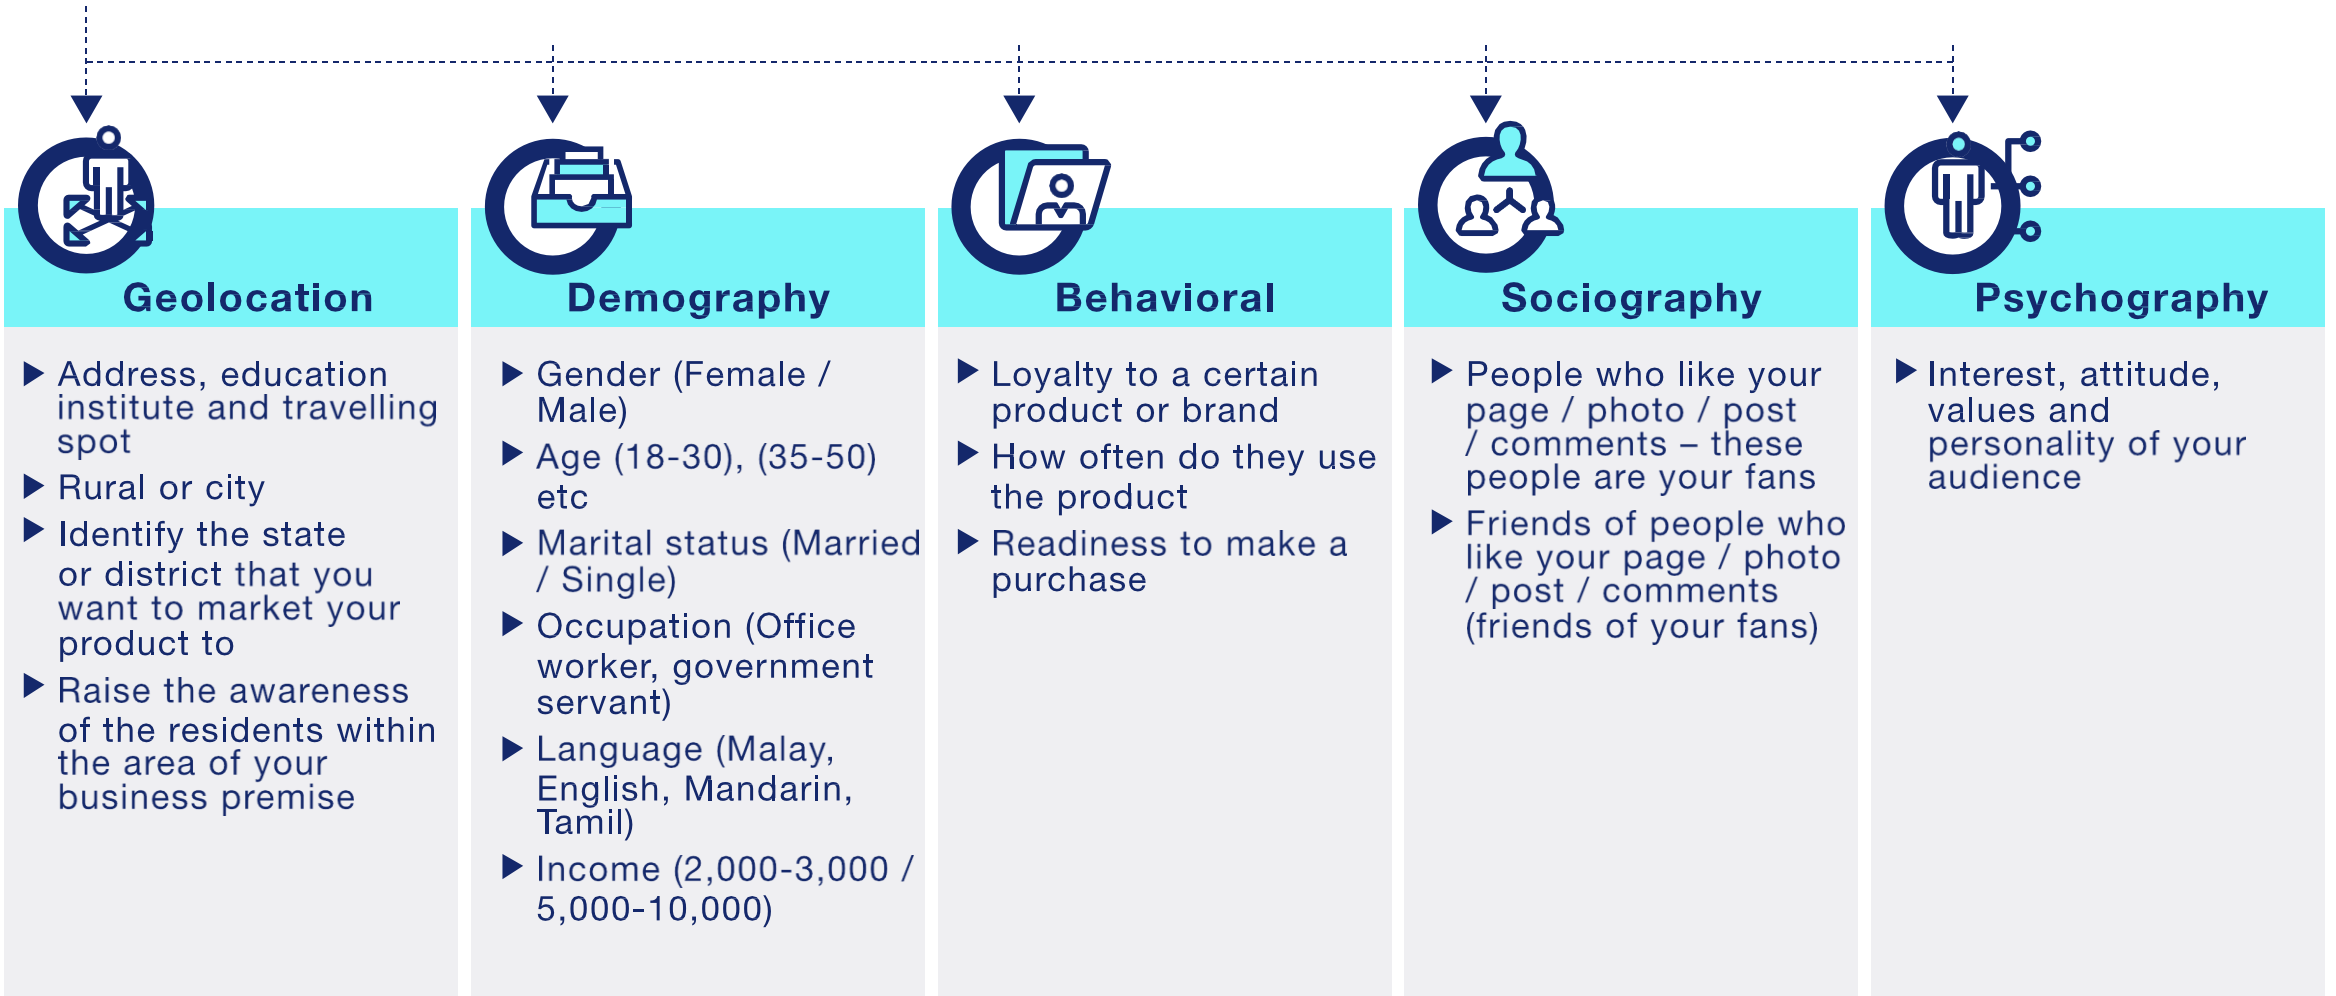 Geolocation
Address, education
institute and travelling
spot
Rural or city
Identify the state
or district that you
want to market your
product to
Raise the awareness
of the residents within
the area of your
business premise
Demography
Gender (Female /
Male)
Age (18-30), (35-50)
etc
Marital status (Married
/ Single)
Occupation (Office
worker, government
servant)
Language (Malay,
English, Mandarin,
Tamil)
Income (2,000-3,000 /
5,000-10,000)
Behavioral
Loyalty to a certain
product or brand
How often do they use
the product
Readiness to make a
purchase
Sociography
People who like your
page / photo / post
/ comments – these
people are your fans
Friends of people who
like your page / photo
/ post / comments
(friends of your fans)
Psychography
Interest, attitude,
values and
personality of your
audience